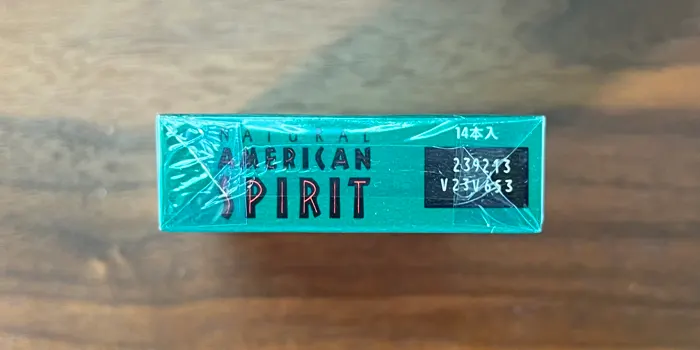 NATURAL
AMERICAN
SPIRIT
14本入
239213
V23V653